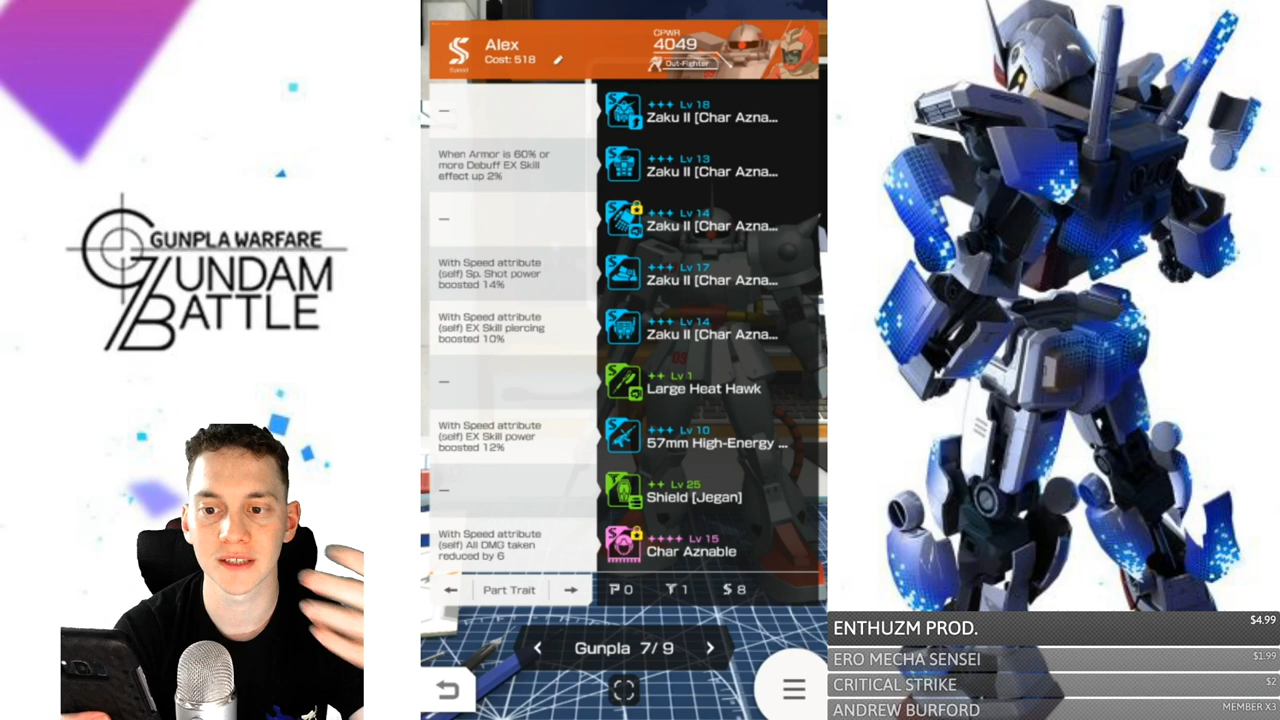 GUNPLA WARFARE
GUNDAM
BATTLE
S
Speed
Alex
Cost: 518
CPWR
4049
Out-Fighter
—
Lv 18
Zaku II [Char Azna...
When Armor is 60% or
more Debuff EX Skill
effect up 2%
Lv 13
Zaku II [Char Azna...
—
Lv 14
Zaku II [Char Azna...
With Speed attribute
(self) Sp. Shot power
boosted 14%
Lv 17
Zaku II [Char Azna...
With Speed attribute
(self) EX Skill piercing
boosted 10%
Lv 14
Zaku II [Char Azna...
—
Lv 1
Large Heat Hawk
With Speed attribute
(self) EX Skill power
boosted 12%
Lv 10
57mm High-Energy ...
—
Lv 25
Shield [Jegan]
With Speed attribute
(self) All DMG taken
reduced by 6
Lv 15
Char Aznable
Part Trait
P 0 T 1 S 8
Gunpla 7/ 9
ENTHUZM PROD. $4.99
ERO MECHA SENSEI $1.99
CRITICAL STRIKE $2
ANDREW BURFORD MEMBER X3